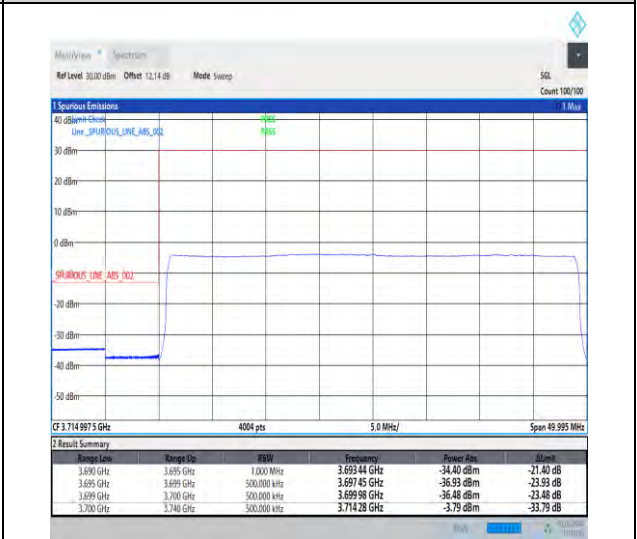 MultiView Spectrum
Ref Level 30.00 dBm Offset 12.14 dB Mode Sweep SGL
Count 100/100
1 Spurious Emissions 1 Max
40 dBm Limit Check PASS
Line _SPURIOUS_LINE_ABS_002 PASS
30 dBm
20 dBm
10 dBm
0 dBm
_SPURIOUS_LINE_ABS_002
-20 dBm
-30 dBm
-40 dBm
-50 dBm
CF 3.714 997 5 GHz 4004 pts 5.0 MHz/ Span 49.995 MHz
2 Result Summary
Range Low Range Up RBW Frequency Power Abs ΔLimit
3.690 GHz 3.695 GHz 1.000 MHz 3.693 44 GHz -34.40 dBm -21.40 dB
3.695 GHz 3.699 GHz 500.000 kHz 3.697 45 GHz -36.93 dBm -23.93 dB
3.699 GHz 3.700 GHz 500.000 kHz 3.699 98 GHz -36.48 dBm -23.48 dB
3.700 GHz 3.740 GHz 500.000 kHz 3.714 28 GHz -3.79 dBm -33.79 dB